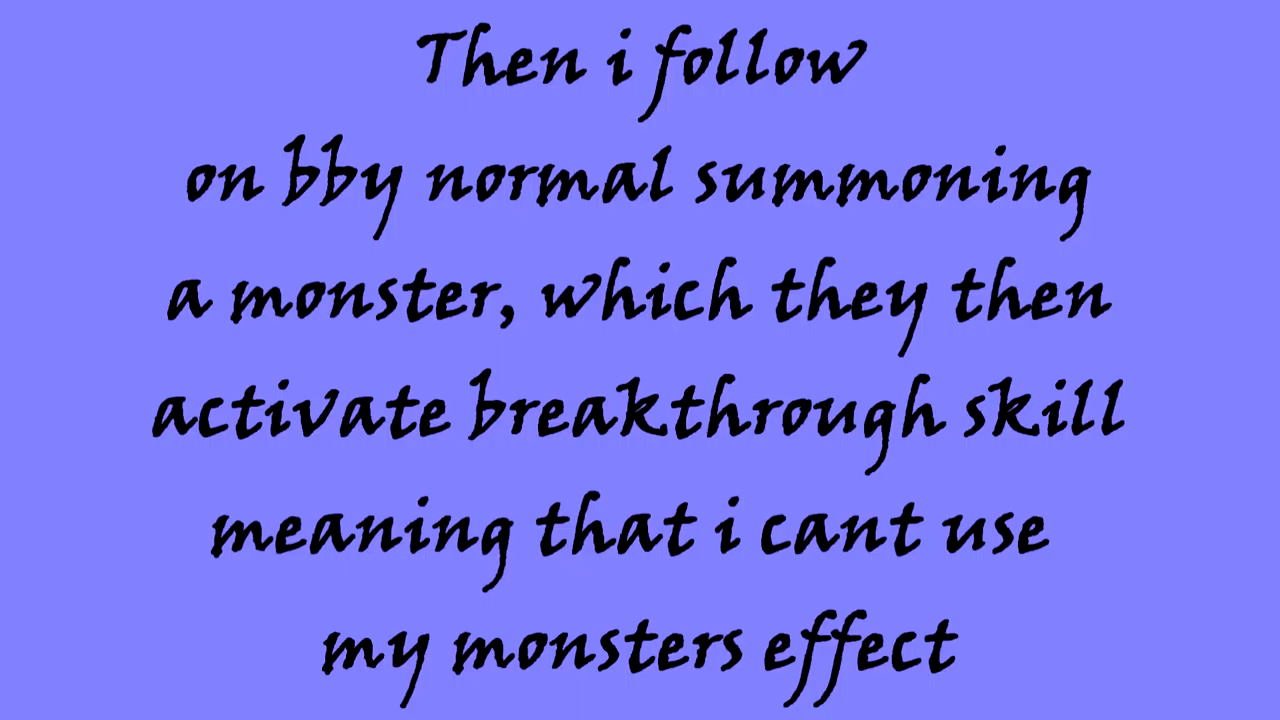 Then i follow
on bby normal summoning
a monster, which they then
activate breakthrough skill
meaning that i cant use
my monsters effect